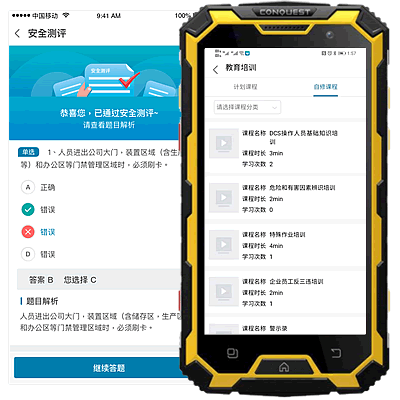 中国移动
9:41 AM
100%
安全测评
安全测评
恭喜您，已通过安全测评~
请查看题目解析
单选 1、人员进出公司大门，装置区域（含生产
等）和办公区等门禁管理区域时，必须刷卡。
A 正确
错误
错误
D 错误
答案 B 您选择 C
题目解析
人员进出公司大门，装置区域（含储存区，生产区
和办公区等门禁管理区域时，必须刷卡。
继续答题
CONQUEST
1:57
教育培训
计划课程
自修课程
请选择课程分类
课程名称 DCS操作人员基础知识培
训
课程时长 3min
学习次数 2
课程名称 危险和有害因素辨识培训
课程时长 2min
学习次数 0
课程名称 特殊作业培训
课程时长 4min
学习次数 1
课程名称 企业员工反三违培训
课程时长 2min
学习次数 1
课程名称 警示录